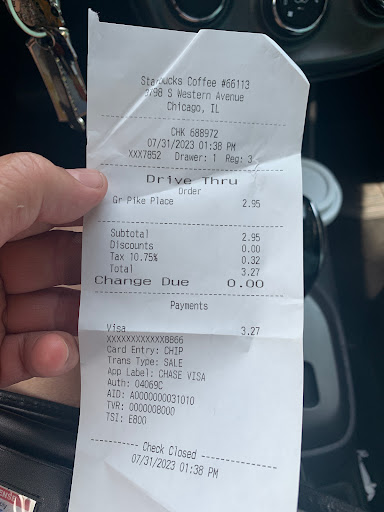 Starbucks Coffee #66113
98 S Western Avenue
Chicago, IL
CHK 688972
07/31/2023 01:38 PM
XXX7852 Drawer: 1 Reg: 3
Drive Thru
Order
Gr Pike Place 2.95
Subtotal 2.95
Discounts 0.00
Tax 10.75% 0.32
Total 3.27
Change Due 0.00
Payments
Visa 3.27
XXXXXXXXXXXX8866
Card Entry: CHIP
Trans Type: SALE
App Label: CHASE VISA
Auth: 04069C
AID: A0000000031010
TVR: 0000008000
TSI: E800
Check Closed
07/31/2023 01:38 PM